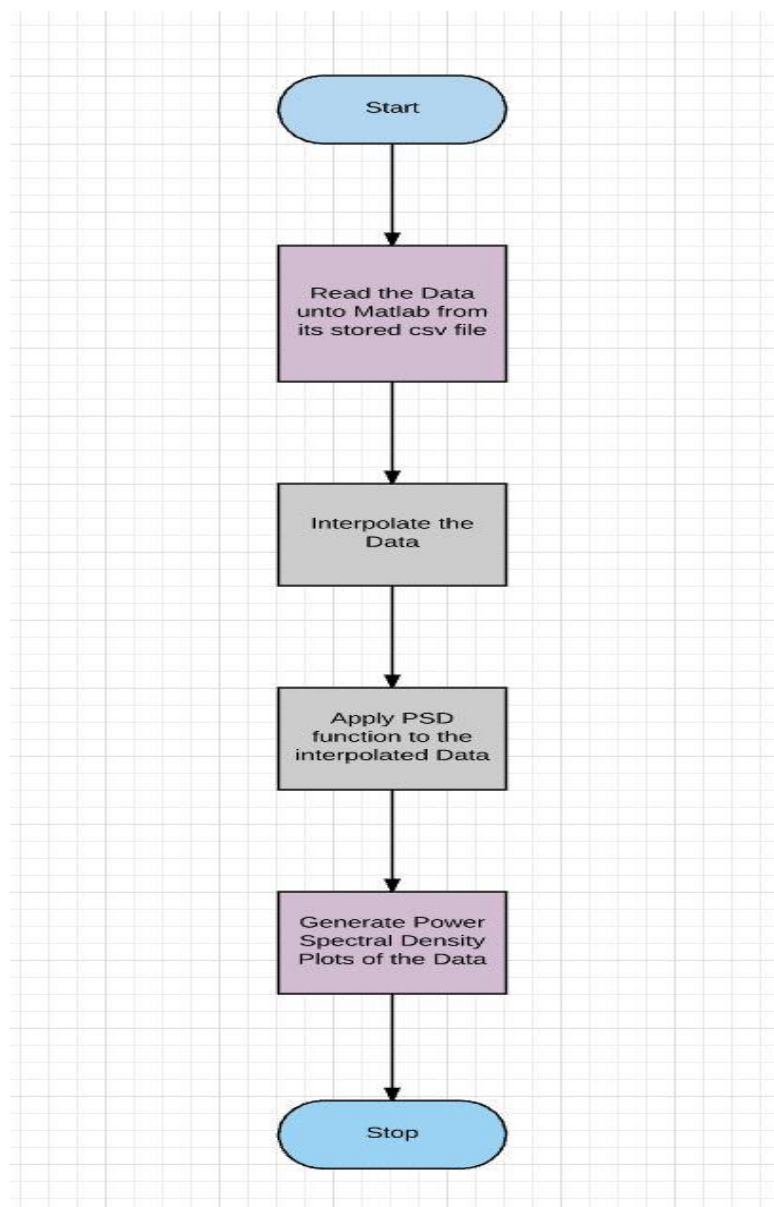 Start
Read the Data
unto Matlab from
its stored csv file
Interpolate the
Data
Apply PSD
function to the
interpolated Data
Generate Power
Spectral Density
Plots of the Data
Stop